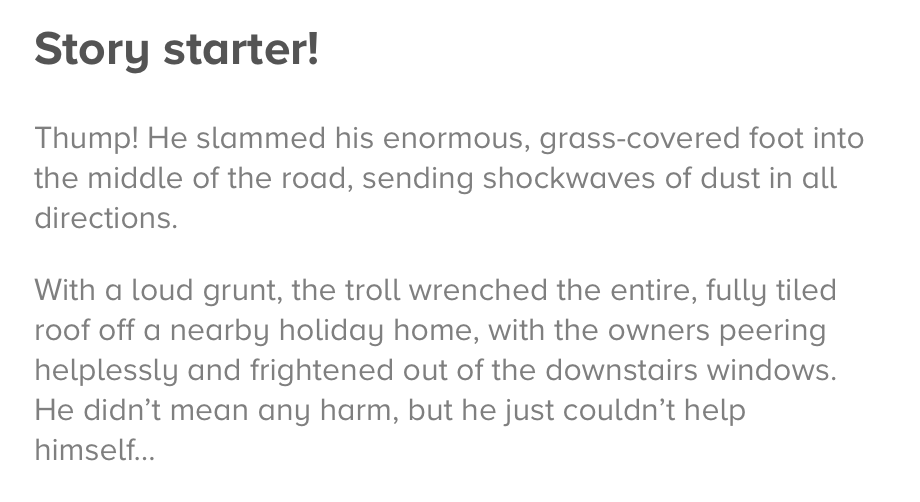 Story starter!
Thump! He slammed his enormous, grass-covered foot into
the middle of the road, sending shockwaves of dust in all
directions.
With a loud grunt, the troll wrenched the entire, fully tiled
roof off a nearby holiday home, with the owners peering
helplessly and frightened out of the downstairs windows.
He didn’t mean any harm, but he just couldn’t help
himself…